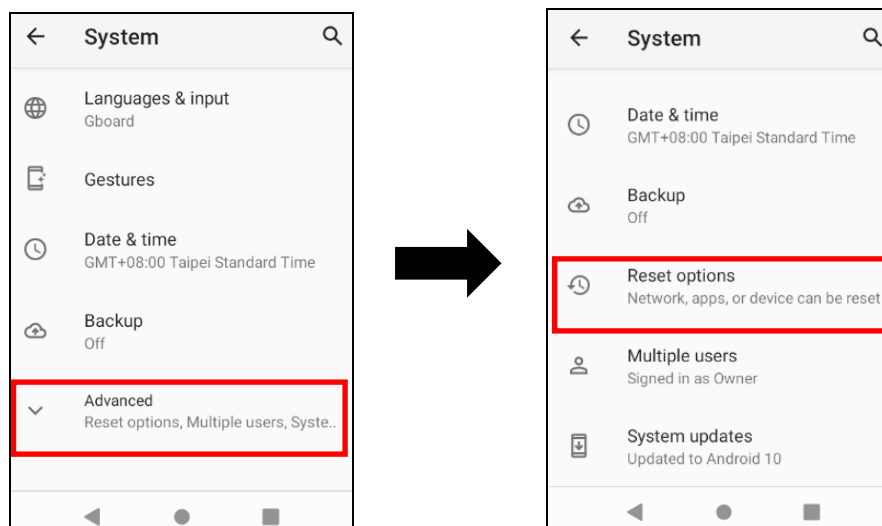 System
Languages & input
Gboard
Gestures
Date & time
GMT+08:00 Taipei Standard Time
Backup
Off
Advanced
Reset options, Multiple users, Syste..
System
Date & time
GMT+08:00 Taipei Standard Time
Backup
Off
Reset options
Network, apps, or device can be reset
Multiple users
Signed in as Owner
System updates
Updated to Android 10